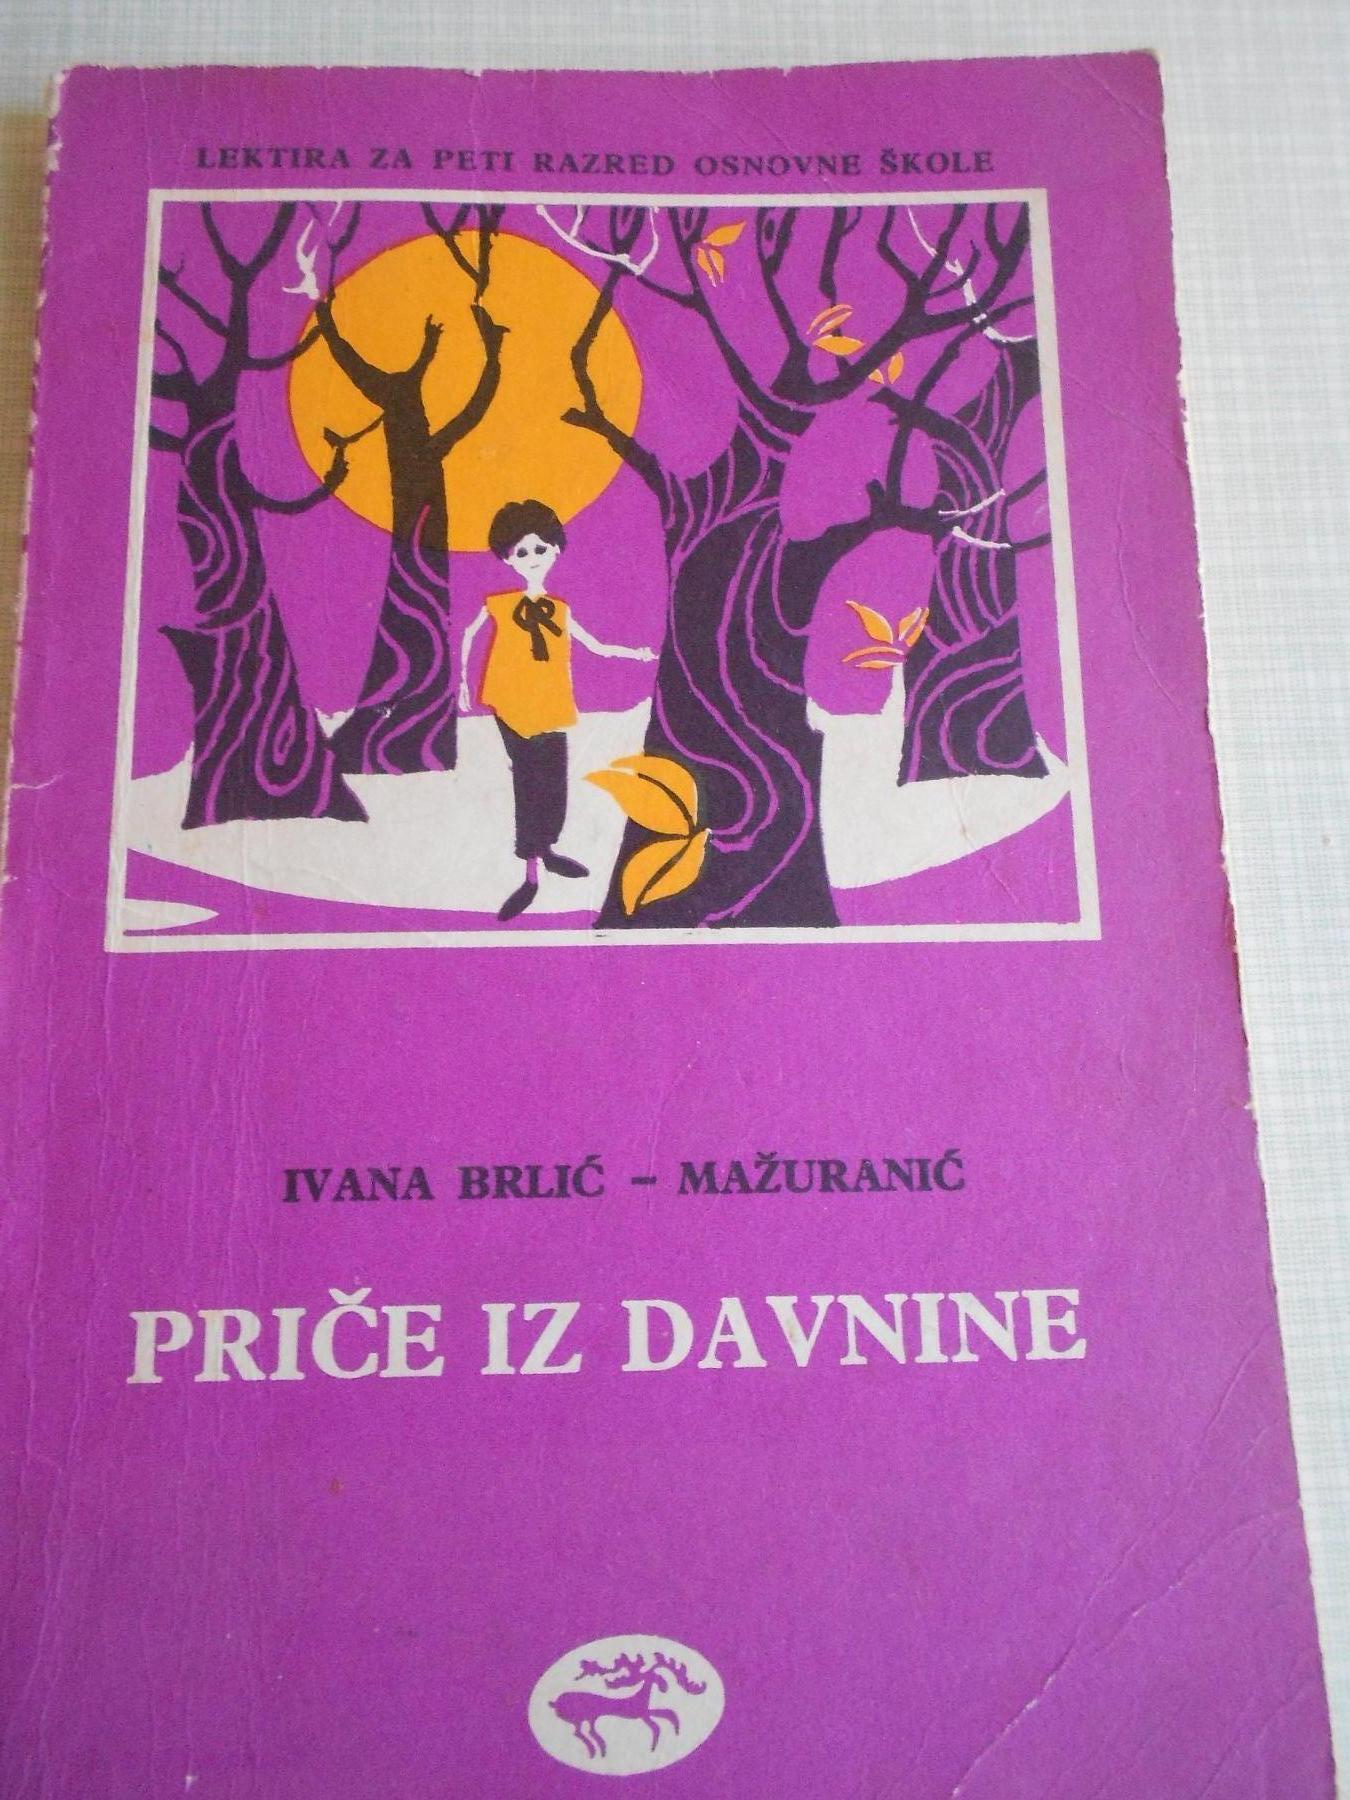 LEKTIRA ZA PETI RAZRED OSNOVNE ŠKOLE
IVANA BRLIĆ – MAŽURANIĆ
PRIČE IZ DAVNINE